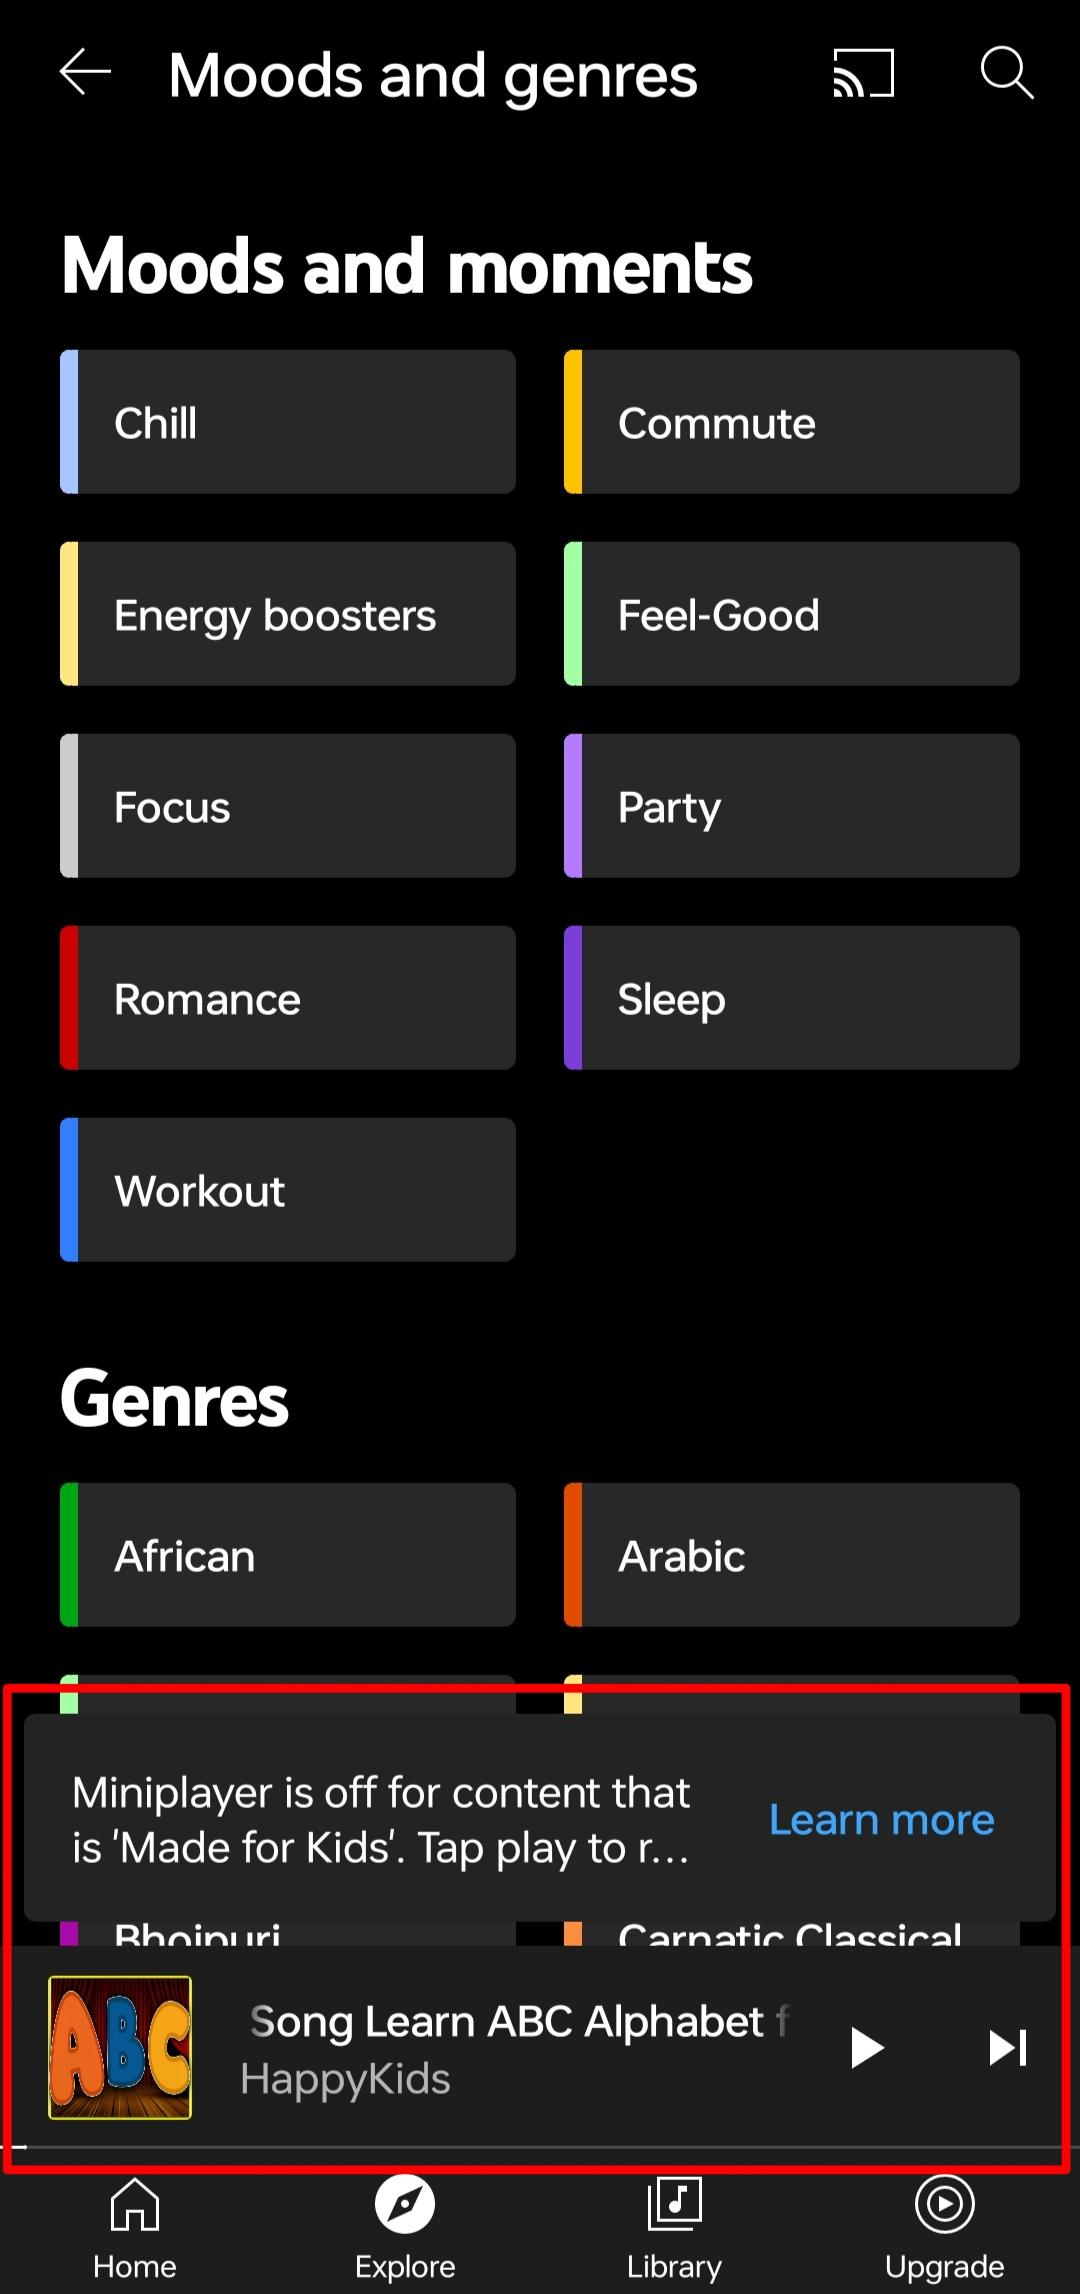 Moods and genres
Moods and moments
Chill
Commute
Energy boosters
Feel-Good
Focus
Party
Romance
Sleep
Workout
Genres
African
Arabic
Miniplayer is off for content that
is 'Made for Kids'. Tap play to r...
Learn more
Bhojpuri
Carnatic Classical
ABC
Song Learn ABC Alphabet f
HappyKids
Home
Explore
Library
Upgrade